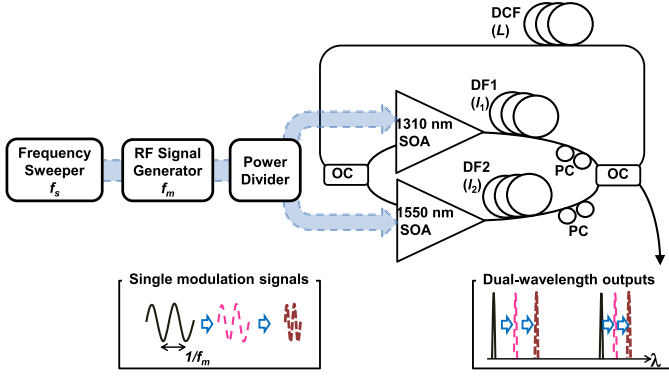 DCF
(L)
DF1
(l₁)
1310 nm
SOA
Frequency
Sweeper
fₛ
RF Signal
Generator
fₘ
Power
Divider
OC
PC
OC
DF2
(l₂)
1550 nm
SOA
PC
Single modulation signals
1/fₘ
Dual-wavelength outputs
λ